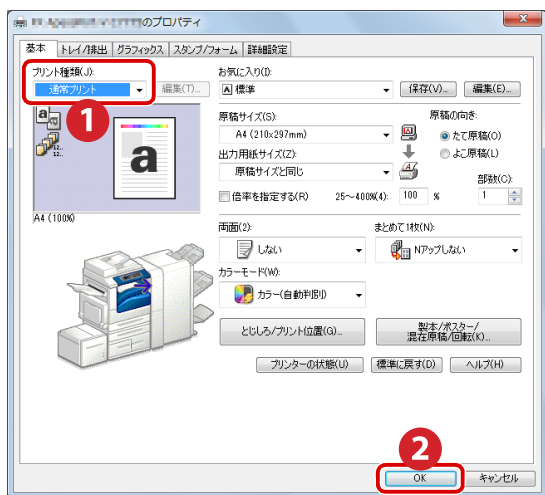 のプロパティ
基本 トレイ/排出 グラフィックス スタンプ/フォーム 詳細設定
プリント種類(J):
通常プリント 編集(T)...
1
a
12..
12..
a
A4 (100%)
お気に入り(I):
A 標準 保存(V)... 編集(E)...
原稿サイズ(S):
A4 (210x297mm)
原稿の向き:
たて原稿(O)
よこ原稿(L)
出力用紙サイズ(Z):
原稿サイズと同じ
部数(C):
倍率を指定する(R) 25～400%(4): 100 % 1
両面(2):
しない
まとめて1枚(N):
Nアップしない
カラーモード(W):
カラー(自動判別)
とじしろ/プリント位置(G)...
製本/ポスター/
混在原稿/回転(K)...
プリンターの状態(U) 標準に戻す(D) ヘルプ(H)
2
OK キャンセル